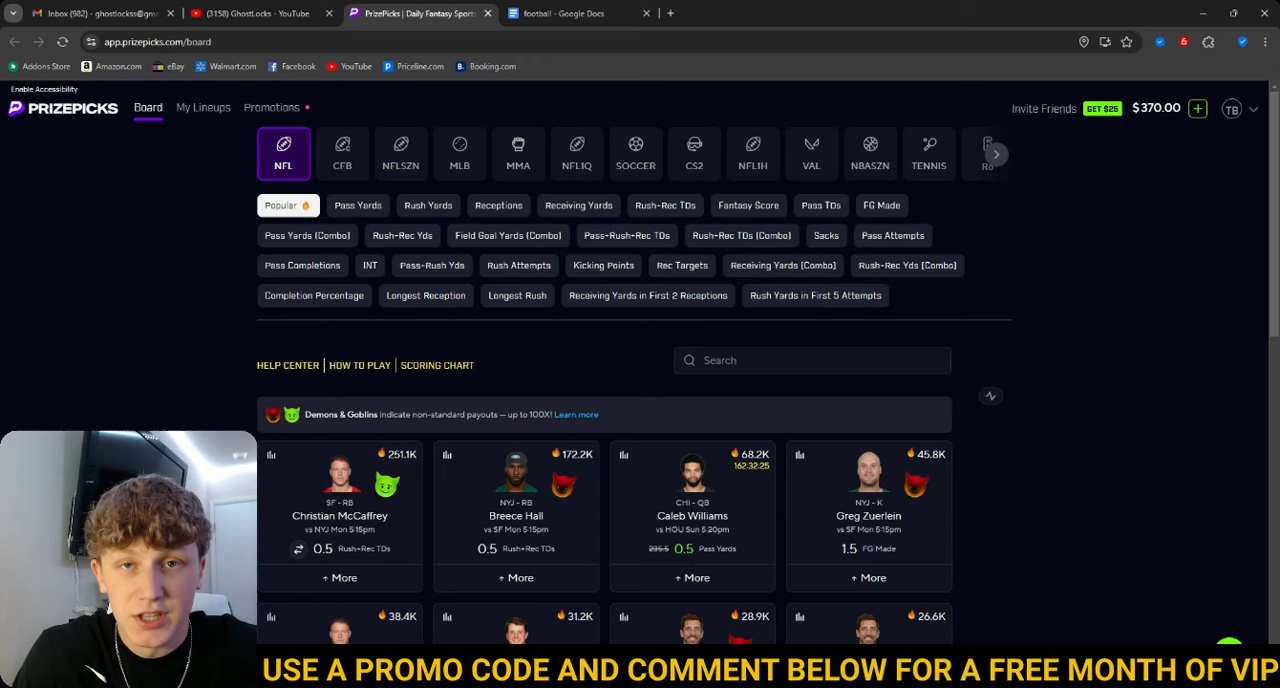 Inbox (982) - ghostlockss@gma
(3158) GhostLocks - YouTube
PrizePicks | Daily Fantasy Sports
football - Google Docs
app.prizepicks.com/board
6
Addons Store
Amazon.com
eBay
Walmart.com
Facebook
YouTube
Priceline.com
Booking.com
Enable Accessibility
PRIZEPICKS
Board
My Lineups
Promotions
Invite Friends
GET $25
$370.00
TB
NFL
CFB
NFLSZN
MLB
MMA
NFL1Q
SOCCER
CS2
NFL1H
VAL
NBASZN
TENNIS
Popular
Pass Yards
Rush Yards
Receptions
Receiving Yards
Rush+Rec TDs
Fantasy Score
Pass TDs
FG Made
Pass Yards (Combo)
Rush+Rec Yds
Field Goal Yards (Combo)
Pass+Rush+Rec TDs
Rush+Rec TDs (Combo)
Sacks
Pass Attempts
Pass Completions
INT
Pass+Rush Yds
Rush Attempts
Kicking Points
Rec Targets
Receiving Yards (Combo)
Rush+Rec Yds (Combo)
Completion Percentage
Longest Reception
Longest Rush
Receiving Yards in First 2 Receptions
Rush Yards in First 5 Attempts
HELP CENTER | HOW TO PLAY | SCORING CHART
Search
Demons & Goblins indicate non-standard payouts — up to 100X! Learn more
251.1K
SF - RB
Christian McCaffrey
vs NYJ Mon 5:15pm
0.5 Rush+Rec TDs
↑ More
172.2K
NYJ - RB
Breece Hall
vs SF Mon 5:15pm
0.5 Rush+Rec TDs
↑ More
68.2K
162:32:25
CHI - QB
Caleb Williams
vs HOU Sun 5:20pm
235.5 0.5 Pass Yards
↑ More
45.8K
NYJ - K
Greg Zuerlein
vs SF Mon 5:15pm
1.5 FG Made
↑ More
38.4K
31.2K
28.9K
26.6K
USE A PROMO CODE AND COMMENT BELOW FOR A FREE MONTH OF VIP